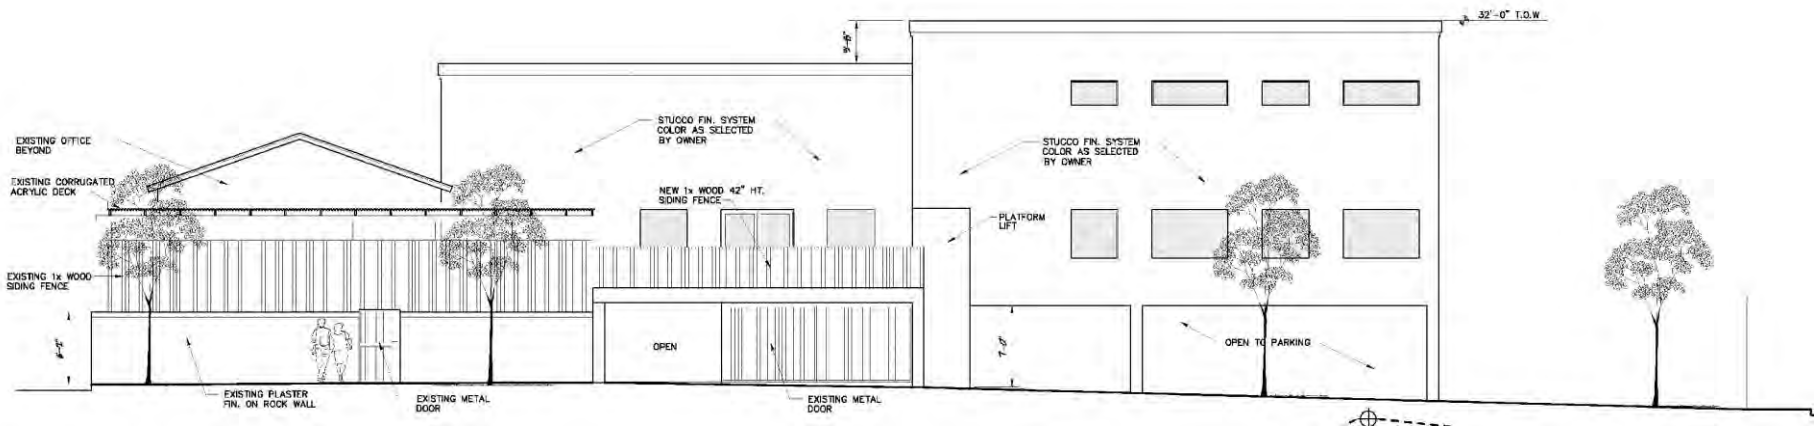 32'-0" T.O.W
STUCCO FIN. SYSTEM
COLOR AS SELECTED
BY OWNER
STUCCO FIN. SYSTEM
COLOR AS SELECTED
BY OWNER
EXISTING OFFICE
BEYOND
EXISTING CORRUGATED
ACRYLIC DECK
NEW 1x WOOD 42" HT.
SIDING FENCE
PLATFORM
LIFT
EXISTING 1x WOOD
SIDING FENCE
OPEN
7'-0"
OPEN TO PARKING
EXISTING PLASTER
FIN. ON ROCK WALL
EXISTING METAL
DOOR
EXISTING METAL
DOOR